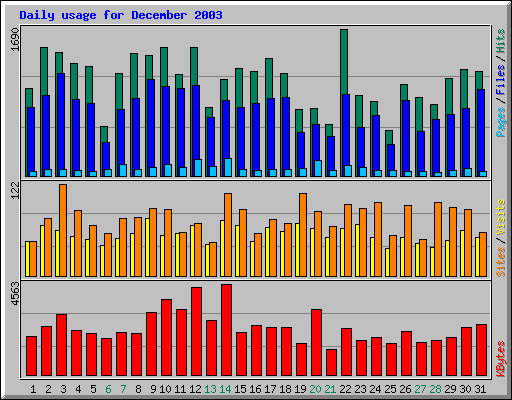 Daily usage for December 2003
1690
Pages / Files / Hits
122
Sites / Visits
4563
KBytes
1 2 3 4 5 6 7 8 9 10 11 12 13 14 15 16 17 18 19 20 21 22 23 24 25 26 27 28 29 30 31